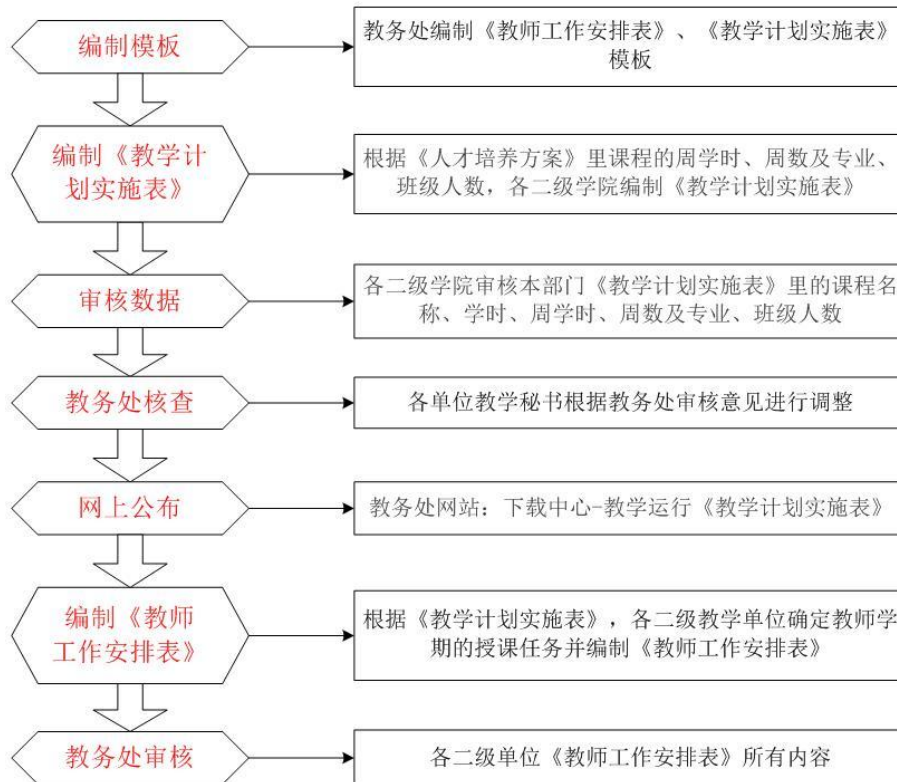 编制模板
教务处编制《教师工作安排表》、《教学计划实施表》
模板
编制《教学计
划实施表》
根据《人才培养方案》里课程的周学时、周数及专业、
班级人数，各二级学院编制《教学计划实施表》
审核数据
各二级学院审核本部门《教学计划实施表》里的课程名
称、学时、周学时、周数及专业、班级人数
教务处核查
各单位教学秘书根据教务处审核意见进行调整
网上公布
教务处网站：下载中心-教学运行《教学计划实施表》
编制《教师
工作安排表》
根据《教学计划实施表》，各二级教学单位确定教师学
期的授课任务并编制《教师工作安排表》
教务处审核
各二级单位《教师工作安排表》所有内容